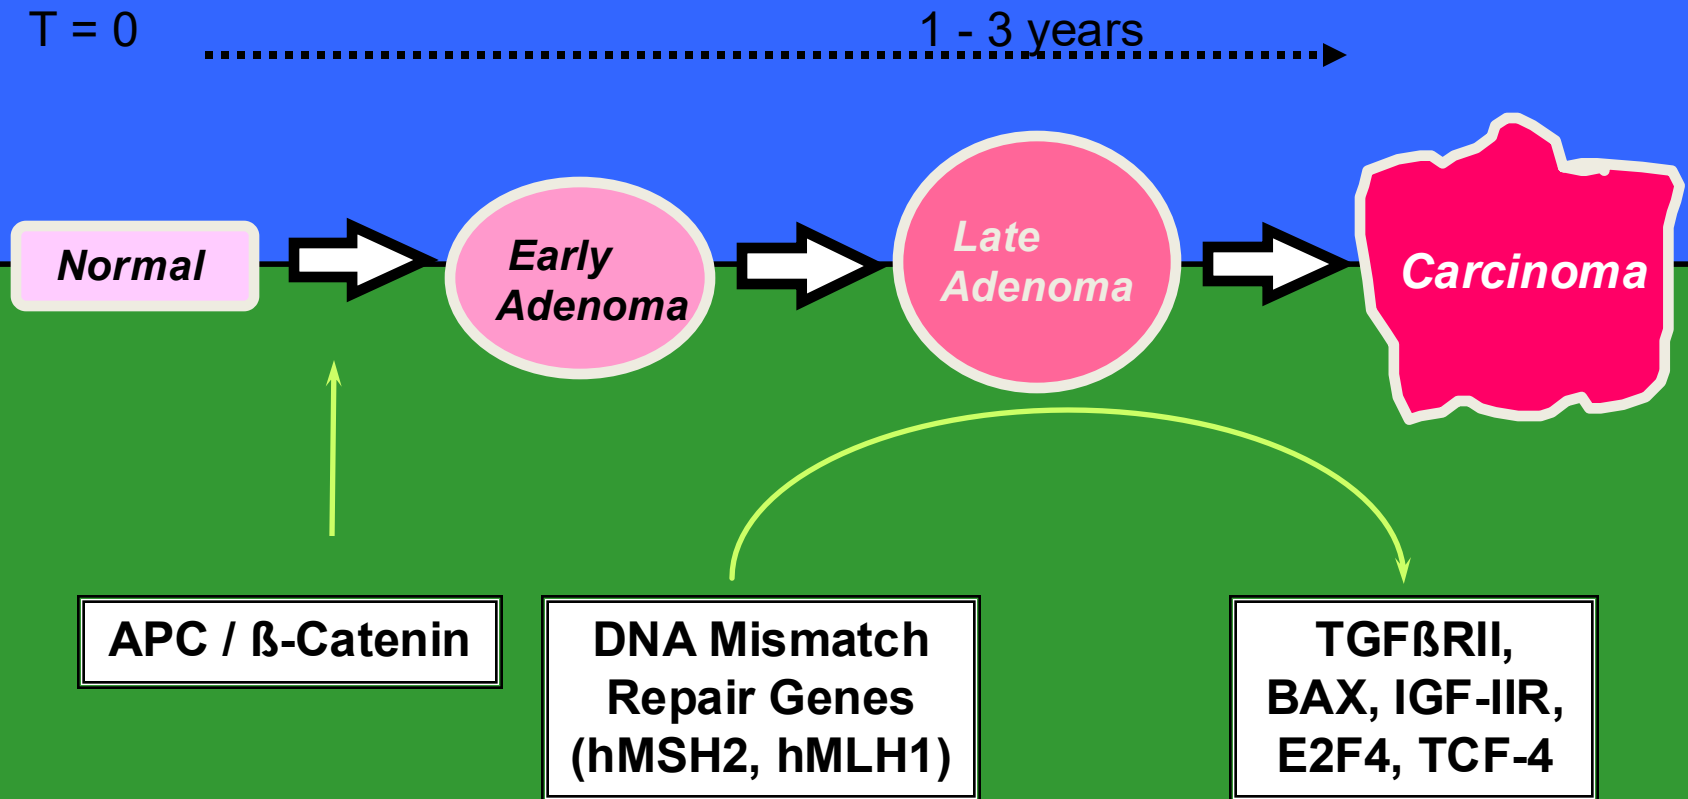 T = 0
1 - 3 years
Normal
Early
Adenoma
Late
Adenoma
Carcinoma
APC / ß-Catenin
DNA Mismatch
Repair Genes
(hMSH2, hMLH1)
TGFßRII,
BAX, IGF-IIR,
E2F4, TCF-4